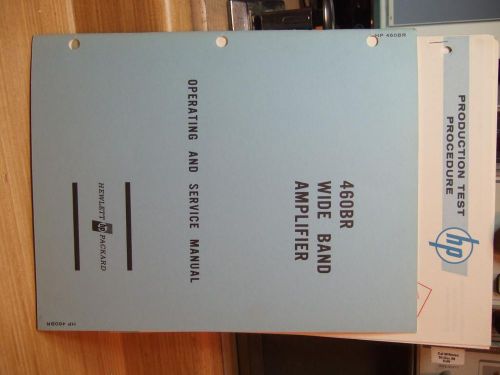 HP 460BR
460BR
WIDE BAND
AMPLIFIER
OPERATING AND SERVICE MANUAL
hp
HEWLETT PACKARD
HP 460BR
PRODUCTION TEST
PROCEDURE
hp